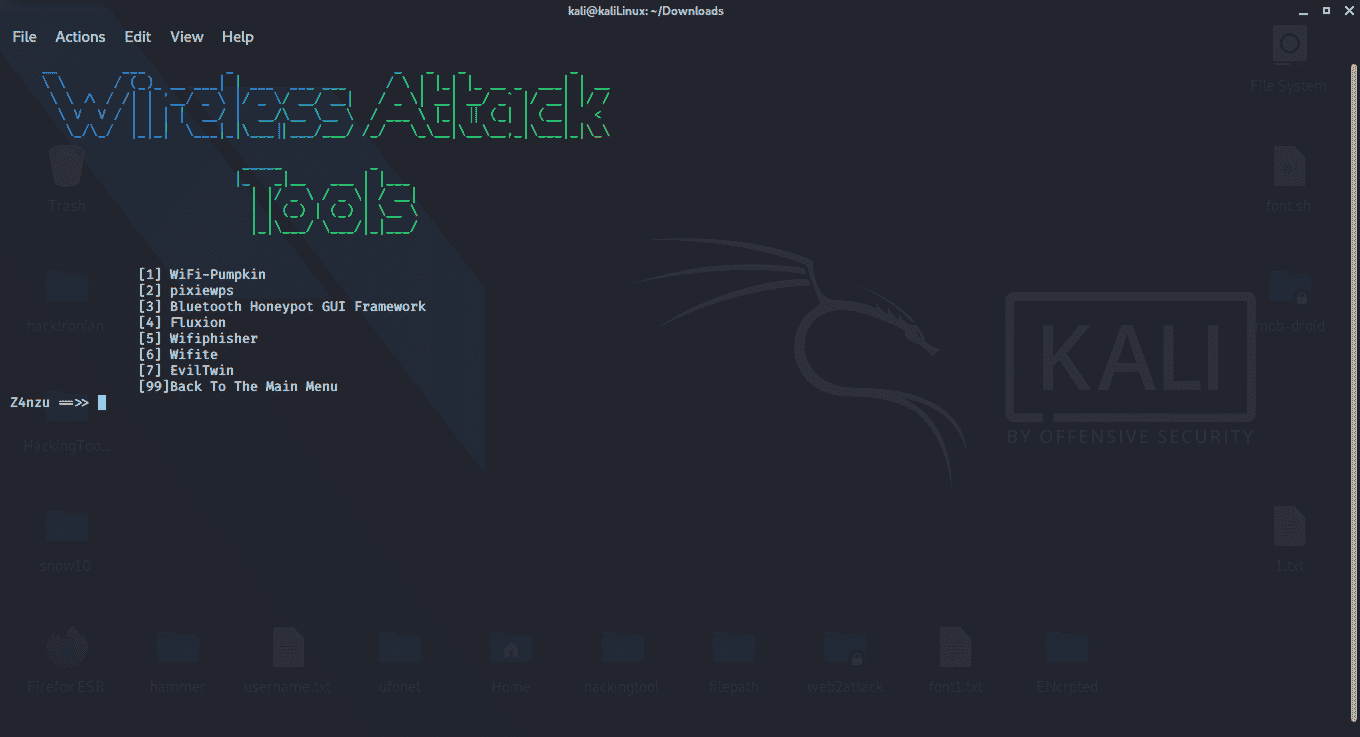 kali@kaliLinux: ~/Downloads
File Actions Edit View Help
Wireless Attack
Tools
[1] WiFi-Pumpkin
[2] pixiewps
[3] Bluetooth Honeypot GUI Framework
[4] Fluxion
[5] Wifiphisher
[6] Wifite
[7] EvilTwin
[99]Back To The Main Menu
Z4nzu ==>>
File System
Trash
font.sh
hacktronian
mob-droid
KALI
BY OFFENSIVE SECURITY
HackingToo...
snow10
1.txt
Firefox ESR
hammer
username.txt
ufonet
Home
hackingtool
filepath
web2attack
font1.txt
ENcrpted